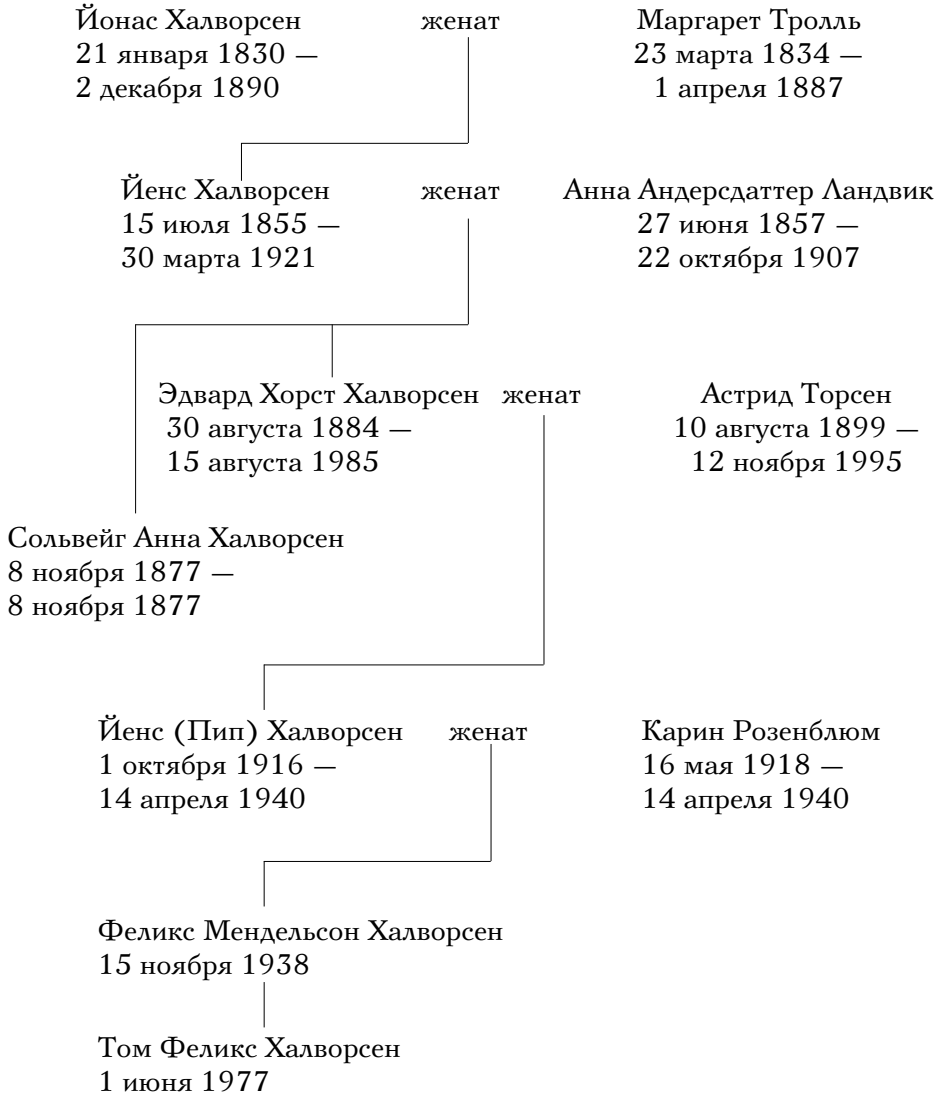 Йонас Халворсен женат Маргарет Тролль
21 января 1830 — 23 марта 1834 —
2 декабря 1890 1 апреля 1887
Йенс Халворсен женат Анна Андерсдаттер Ландвик
15 июля 1855 — 27 июня 1857 —
30 марта 1921 22 октября 1907
Эдвард Хорст Халворсен женат Астрид Торсен
30 августа 1884 — 10 августа 1899 —
15 августа 1985 12 ноября 1995
Сольвейг Анна Халворсен
8 ноября 1877 —
8 ноября 1877
Йенс (Пип) Халворсен женат Карин Розенблюм
1 октября 1916 — 16 мая 1918 —
14 апреля 1940 14 апреля 1940
Феликс Мендельсон Халворсен
15 ноября 1938
Том Феликс Халворсен
1 июня 1977